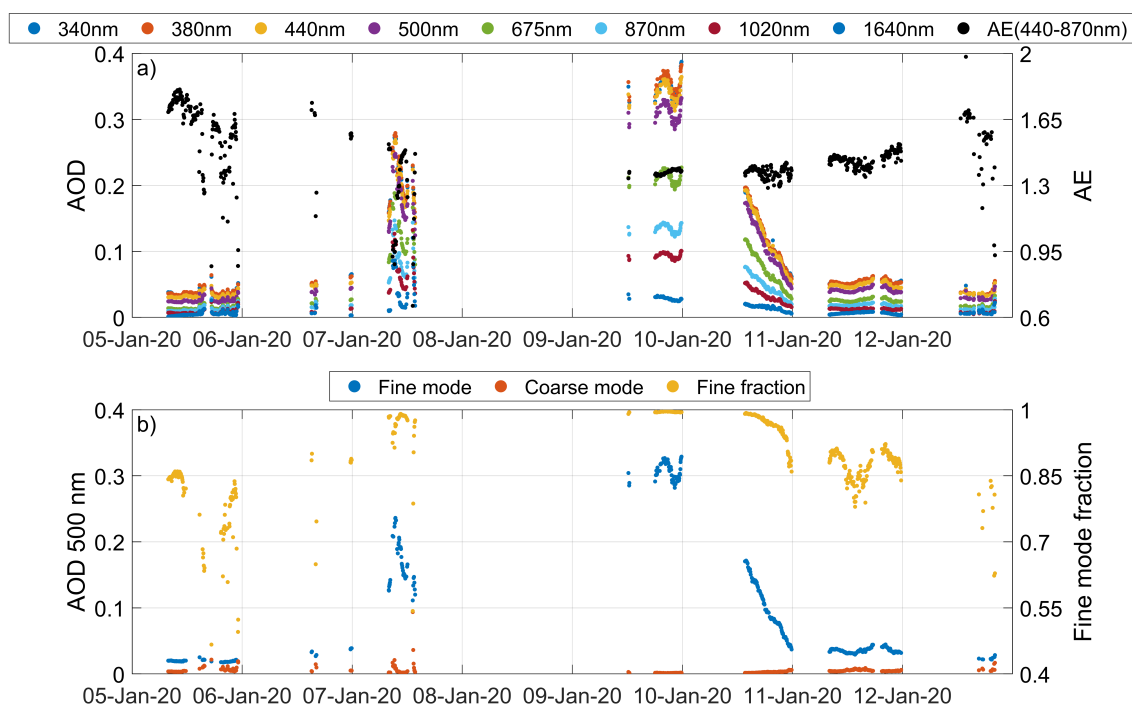 340nm 380nm 440nm 500nm 675nm 870nm 1020nm 1640nm AE(440-870nm)
a)
0.4
0.3
0.2
0.1
0
AOD
2
1.65
1.3
0.95
0.6
AE
05-Jan-20 06-Jan-20 07-Jan-20 08-Jan-20 09-Jan-20 10-Jan-20 11-Jan-20 12-Jan-20
Fine mode Coarse mode Fine fraction
b)
0.4
0.3
0.2
0.1
0
AOD 500 nm
1
0.85
0.7
0.55
0.4
Fine mode fraction
05-Jan-20 06-Jan-20 07-Jan-20 08-Jan-20 09-Jan-20 10-Jan-20 11-Jan-20 12-Jan-20